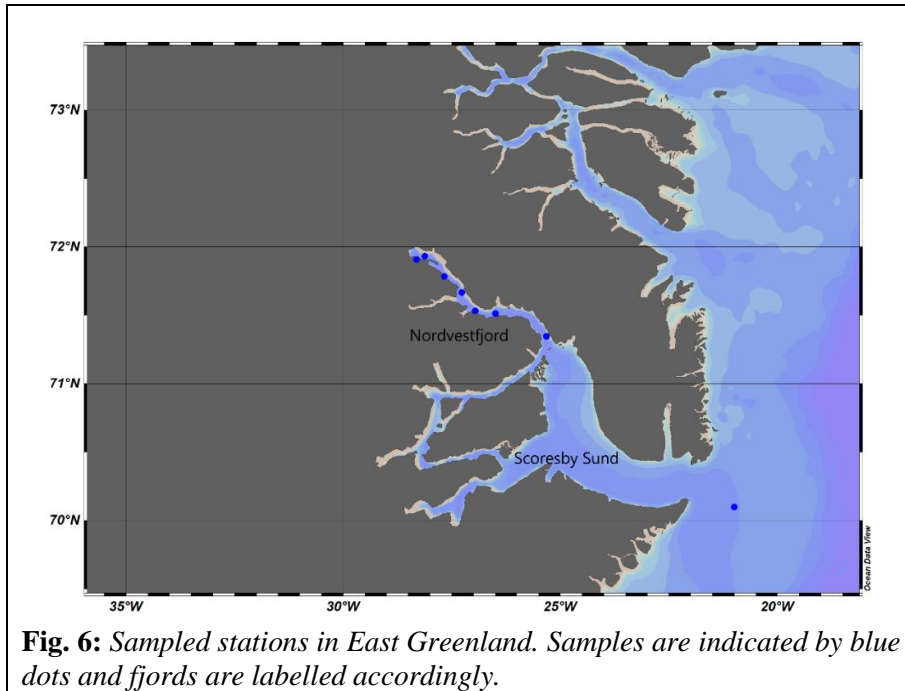 73°N
72°N
Nordvestfjord
71°N
Scoresby Sund
70°N
35°W 30°W 25°W 20°W
Ocean Data View
Fig. 6: Sampled stations in East Greenland. Samples are indicated by blue
dots and fjords are labelled accordingly.